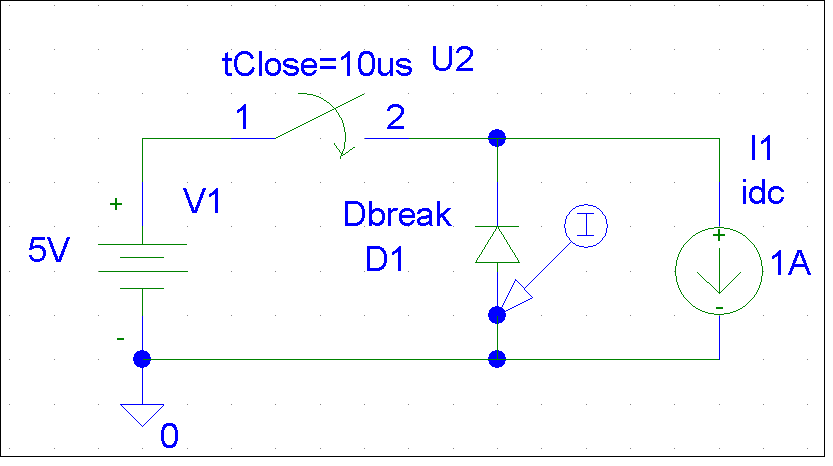 tClose=10us U2
1 2
I1
idc
+ V1
Dbreak
I
5V
D1
+
1A
-
-
0